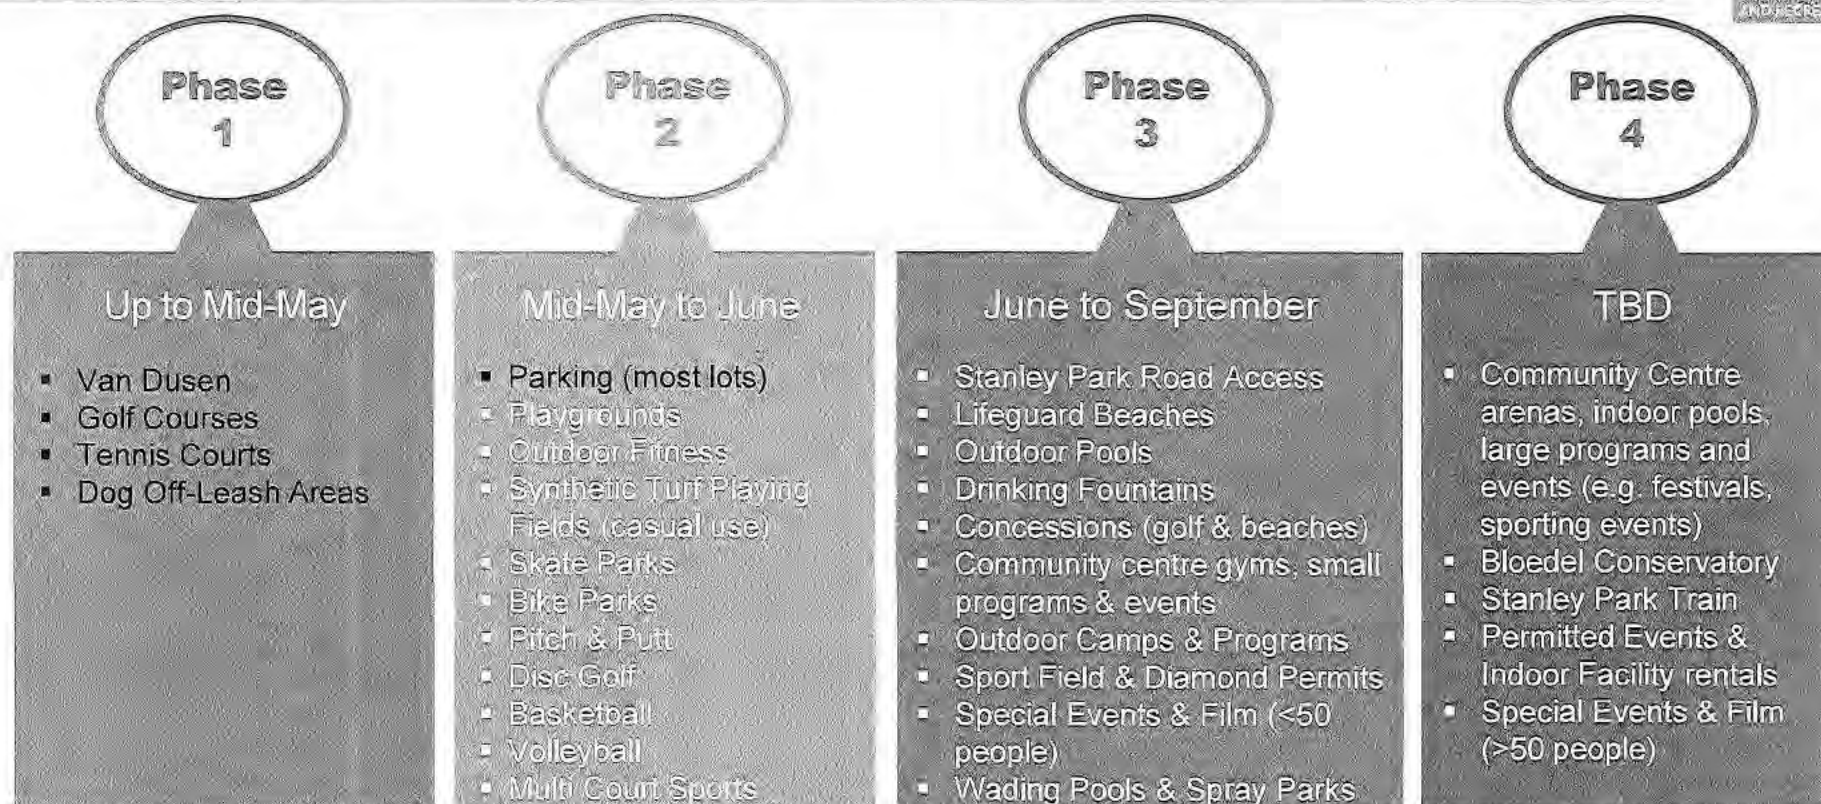 AND RECRE
Phase
1
Up to Mid-May
▪ Van Dusen
▪ Golf Courses
▪ Tennis Courts
▪ Dog Off-Leash Areas
Phase
2
Mid-May to June
▪ Parking (most lots)
▪ Playgrounds
▪ Outdoor Fitness
▪ Synthetic Turf Playing
Fields (casual use)
▪ Skate Parks
▪ Bike Parks
▪ Pitch & Putt
▪ Disc Golf
▪ Basketball
▪ Volleyball
▪ Multi Court Sports
Phase
3
June to September
▪ Stanley Park Road Access
▪ Lifeguard Beaches
▪ Outdoor Pools
▪ Drinking Fountains
▪ Concessions (golf & beaches)
▪ Community centre gyms, small
programs & events
▪ Outdoor Camps & Programs
▪ Sport Field & Diamond Permits
▪ Special Events & Film (<50
people)
▪ Wading Pools & Spray Parks
Phase
4
TBD
▪ Community Centre
arenas, indoor pools,
large programs and
events (e.g. festivals,
sporting events)
▪ Bloedel Conservatory
▪ Stanley Park Train
▪ Permitted Events &
Indoor Facility rentals
▪ Special Events & Film
(>50 people)